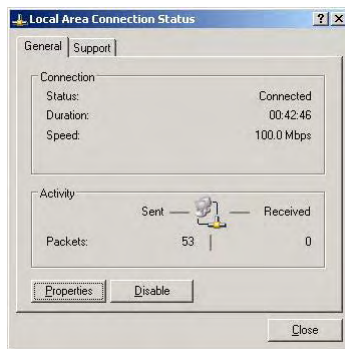 Local Area Connection Status
General Support
Connection
Status: Connected
Duration: 00:42:46
Speed: 100.0 Mbps
Activity
Sent Received
Packets: 53 0
Properties Disable
Close